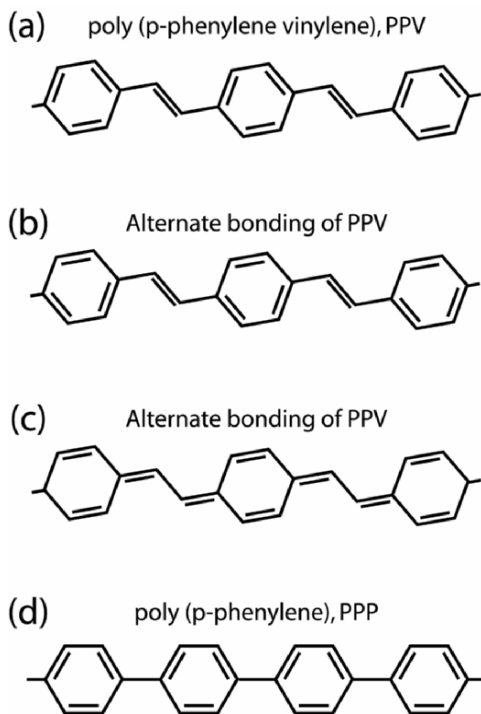 (a)
poly (p-phenylene vinylene), PPV
(b)
Alternate bonding of PPV
(c)
Alternate bonding of PPV
(d)
poly (p-phenylene), PPP